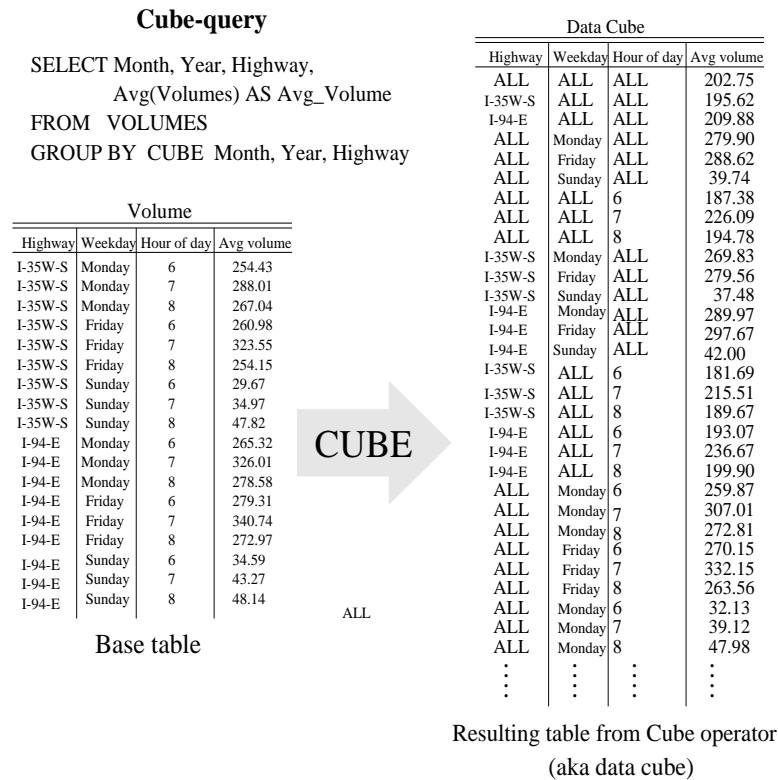 Cube-query
SELECT Month, Year, Highway,
Avg(Volumes) AS Avg_Volume
FROM VOLUMES
GROUP BY CUBE Month, Year, Highway
Volume
Highway Weekday Hour of day Avg volume
I-35W-S Monday 6 254.43
I-35W-S Monday 7 288.01
I-35W-S Monday 8 267.04
I-35W-S Friday 6 260.98
I-35W-S Friday 7 323.55
I-35W-S Friday 8 254.15
I-35W-S Sunday 6 29.67
I-35W-S Sunday 7 34.97
I-35W-S Sunday 8 47.82
I-94-E Monday 6 265.32
I-94-E Monday 7 326.01
I-94-E Monday 8 278.58
I-94-E Friday 6 279.31
I-94-E Friday 7 340.74
I-94-E Friday 8 272.97
I-94-E Sunday 6 34.59
I-94-E Sunday 7 43.27
I-94-E Sunday 8 48.14
Base table
CUBE
ALL
Data Cube
Highway Weekday Hour of day Avg volume
ALL ALL ALL 202.75
I-35W-S ALL ALL 195.62
I-94-E ALL ALL 209.88
ALL Monday ALL 279.90
ALL Friday ALL 288.62
ALL Sunday ALL 39.74
ALL ALL 6 187.38
ALL ALL 7 226.09
ALL ALL 8 194.78
I-35W-S Monday ALL 269.83
I-35W-S Friday ALL 279.56
I-35W-S Sunday ALL 37.48
I-94-E Monday ALL 289.97
I-94-E Friday ALL 297.67
I-94-E Sunday ALL 42.00
I-35W-S ALL 6 181.69
I-35W-S ALL 7 215.51
I-35W-S ALL 8 189.67
I-94-E ALL 6 193.07
I-94-E ALL 7 236.67
I-94-E ALL 8 199.90
ALL Monday 6 259.87
ALL Monday 7 307.01
ALL Monday 8 272.81
ALL Friday 6 270.15
ALL Friday 7 332.15
ALL Friday 8 263.56
ALL Monday 6 32.13
ALL Monday 7 39.12
ALL Monday 8 47.98
Resulting table from Cube operator
(aka data cube)